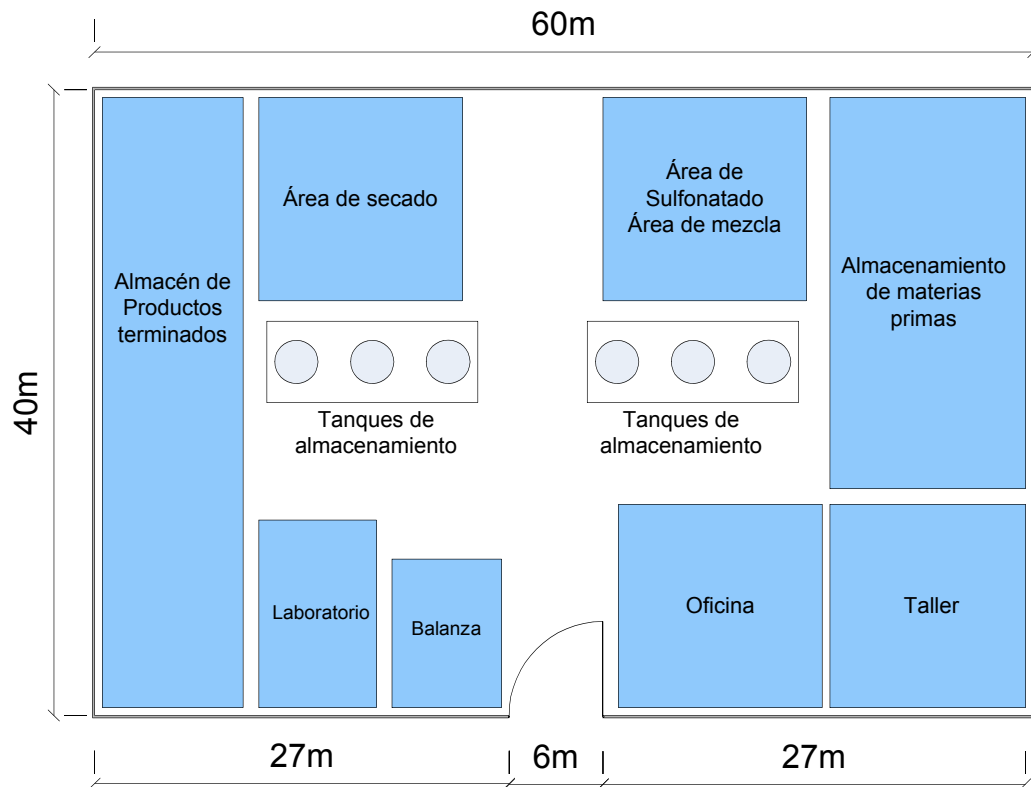 60m
40m
Área de secado
Área de
Sulfonatado
Área de mezcla
Almacén de
Productos
terminados
Almacenamiento
de materias
primas
Tanques de
almacenamiento
Tanques de
almacenamiento
Laboratorio
Balanza
Oficina
Taller
27m
6m
27m